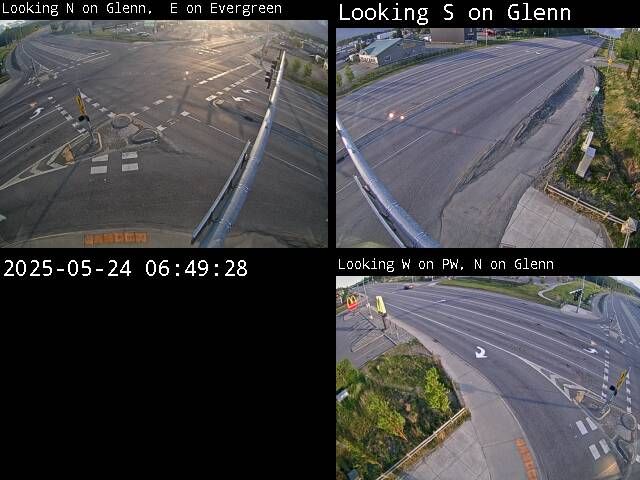 Looking N on Glenn,  E on Evergreen
Looking S on Glenn
2025-05-24 06:49:28
Looking W on PW, N on Glenn